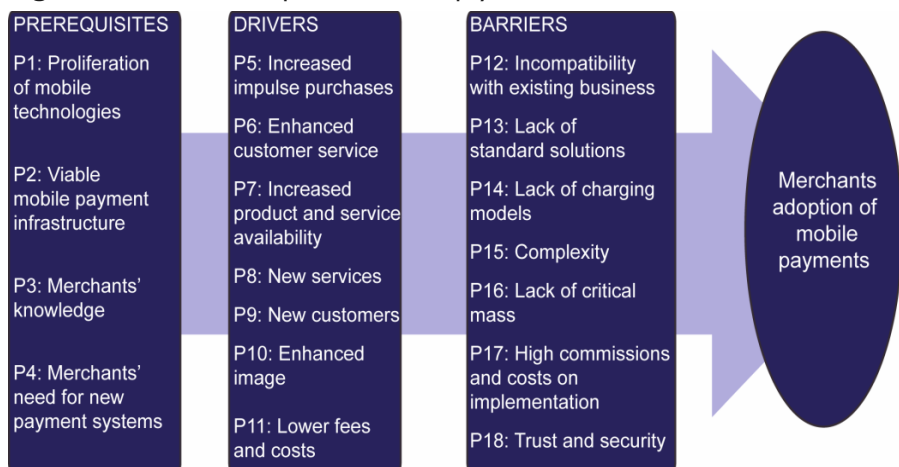 PREREQUISITES
P1: Proliferation
of mobile
technologies
P2: Viable
mobile payment
infrastructure
P3: Merchants'
knowledge
P4: Merchants'
need for new
payment systems
DRIVERS
P5: Increased
impulse purchases
P6: Enhanced
customer service
P7: Increased
product and service
availability
P8: New services
P9: New customers
P10: Enhanced
image
P11: Lower fees
and costs
BARRIERS
P12: Incompatibility
with existing business
P13: Lack of
standard solutions
P14: Lack of charging
models
P15: Complexity
P16: Lack of critical
mass
P17: High commissions
and costs on
implementation
P18: Trust and security
Merchants
adoption of
mobile
payments